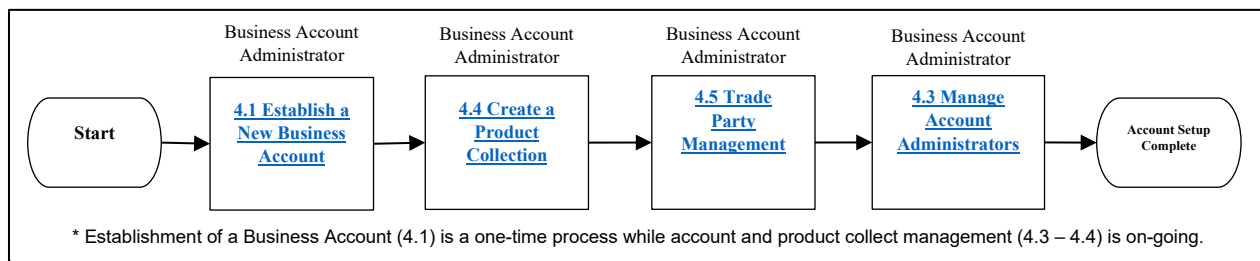 Business Account
Administrator
Business Account
Administrator
Business Account
Administrator
Business Account
Administrator
Start
4.1 Establish a
New Business
Account
4.4 Create a
Product
Collection
4.5 Trade
Party
Management
4.3 Manage
Account
Administrators
Account Setup
Complete
* Establishment of a Business Account (4.1) is a one-time process while account and product collect management (4.3 – 4.4) is on-going.